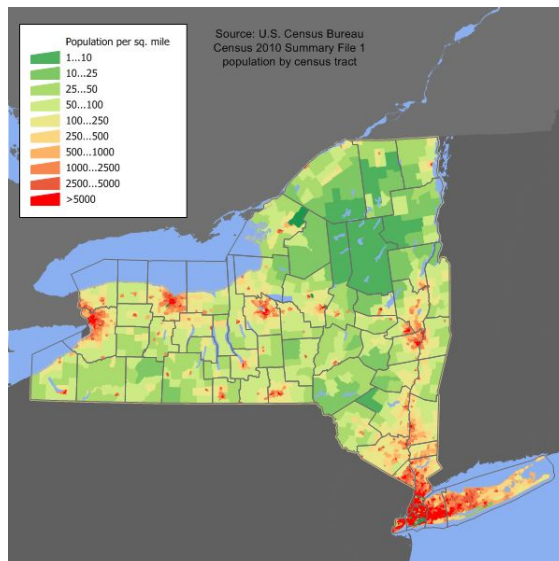 Population per sq. mile
1...10
10...25
25...50
50...100
100...250
250...500
500...1000
1000...2500
2500...5000
>5000
Source: U.S. Census Bureau
Census 2010 Summary File 1
population by census tract